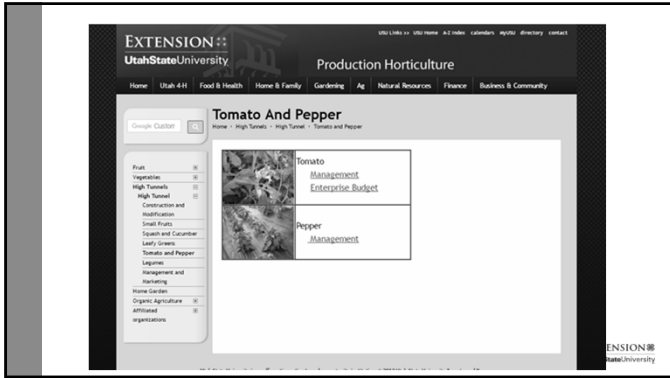 USU Links >> USU Home A-Z Index calendars myUSU directory contact
EXTENSION
UtahStateUniversity
Production Horticulture
Home Utah 4-H Food & Health Home & Family Gardening Ag Natural Resources Finance Business & Community
Google Custom
Tomato And Pepper
Home • High Tunnels • High Tunnel • Tomato and Pepper
Fruit
Vegetables
High Tunnels
High Tunnel
Construction and
Modification
Small Fruits
Squash and Cucumber
Leafy Greens
Tomato and Pepper
Legumes
Management and
Marketing
Home Garden
Organic Agriculture
Affiliated
organizations
Tomato
Management
Enterprise Budget
Pepper
Management
ENSION
StateUniversity